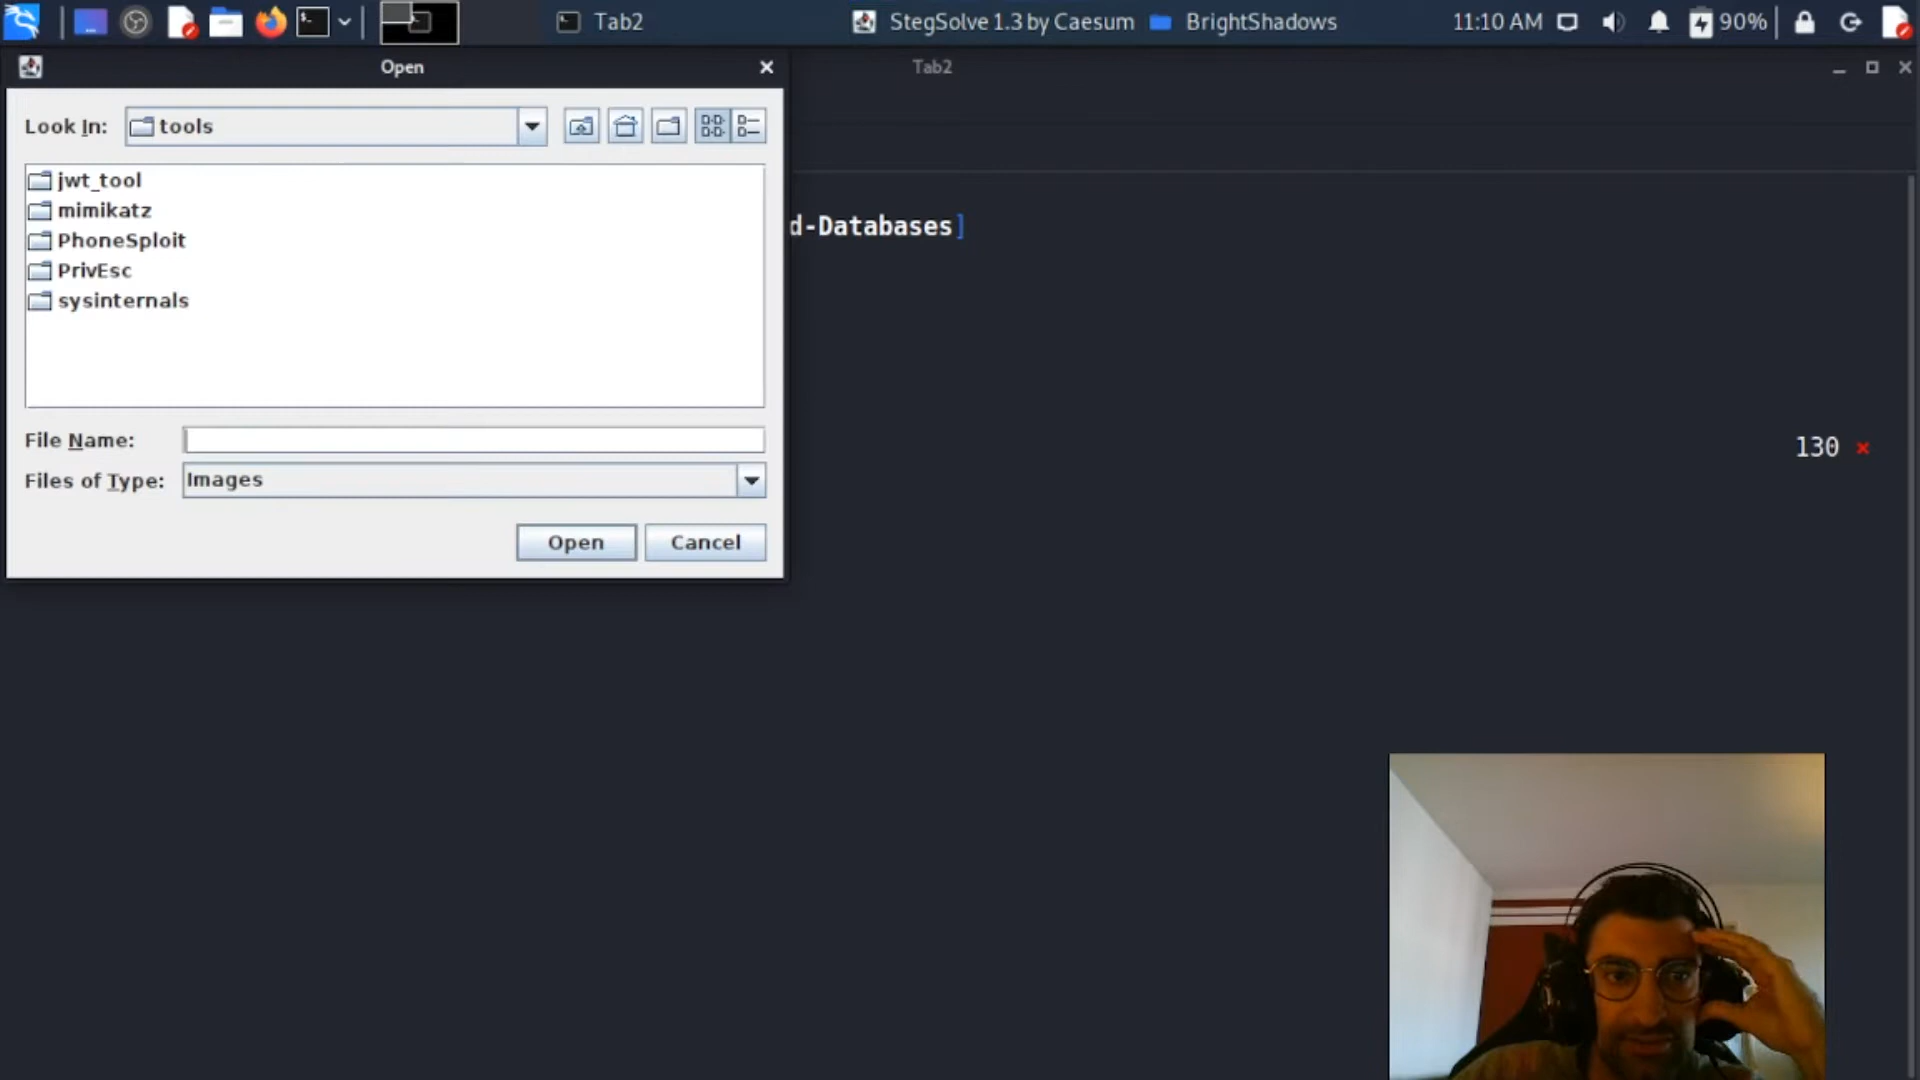 Tab2
StegSolve 1.3 by Caesum
BrightShadows
11:10 AM
90%
Open
Tab2
Look In:
tools
jwt_tool
mimikatz
PhoneSploit
PrivEsc
sysinternals
d-Databases]
File Name:
130
Files of Type:
Images
Open
Cancel